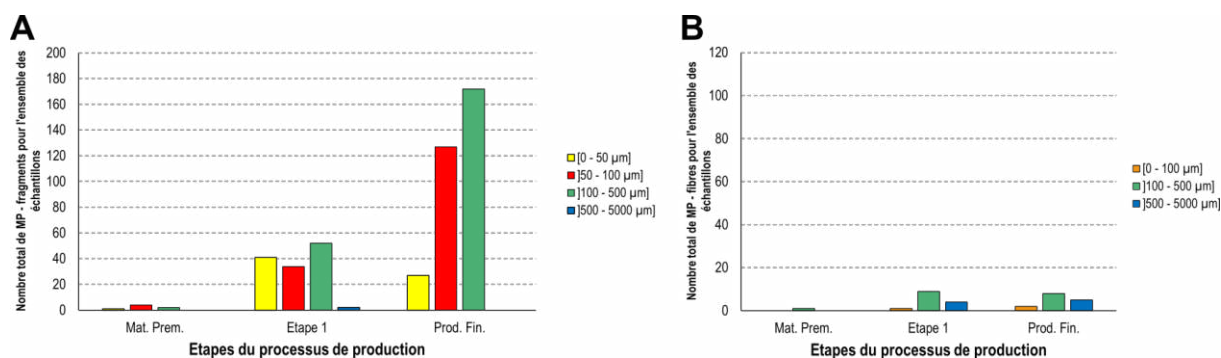 A
Nombre total de MP - fragments pour l'ensemble des
échantillons
200
180
160
140
120
100
80
60
40
20
0
Mat. Prem.
Etape 1
Prod. Fin.
Etapes du processus de production
[0 - 50 µm]
]50 - 100 µm]
]100 - 500 µm]
]500 - 5000 µm]
B
Nombre total de MP - fibres pour l'ensemble des
échantillons
120
100
80
60
40
20
0
Mat. Prem.
Etape 1
Prod. Fin.
Etapes du processus de production
[0 - 100 µm]
]100 - 500 µm]
]500 - 5000 µm]